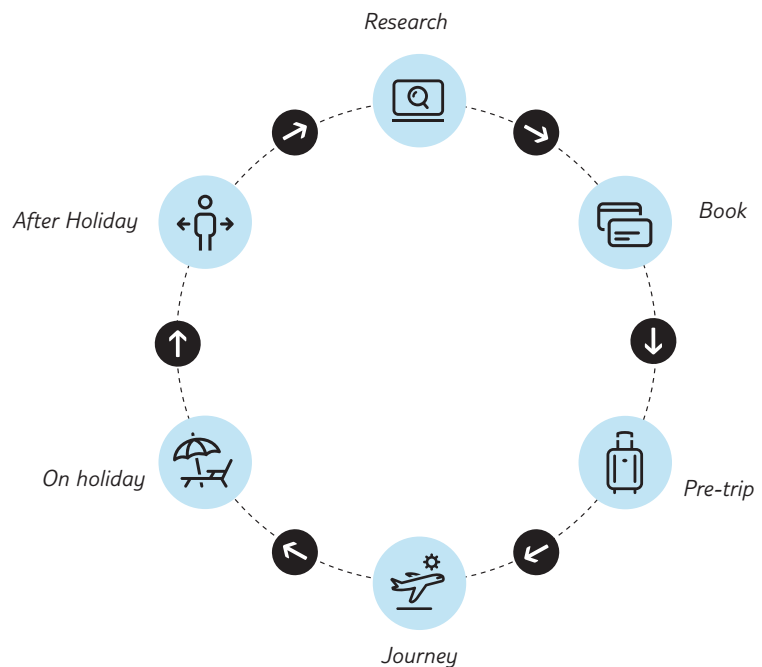 Research
Book
Pre-trip
Journey
On holiday
After Holiday